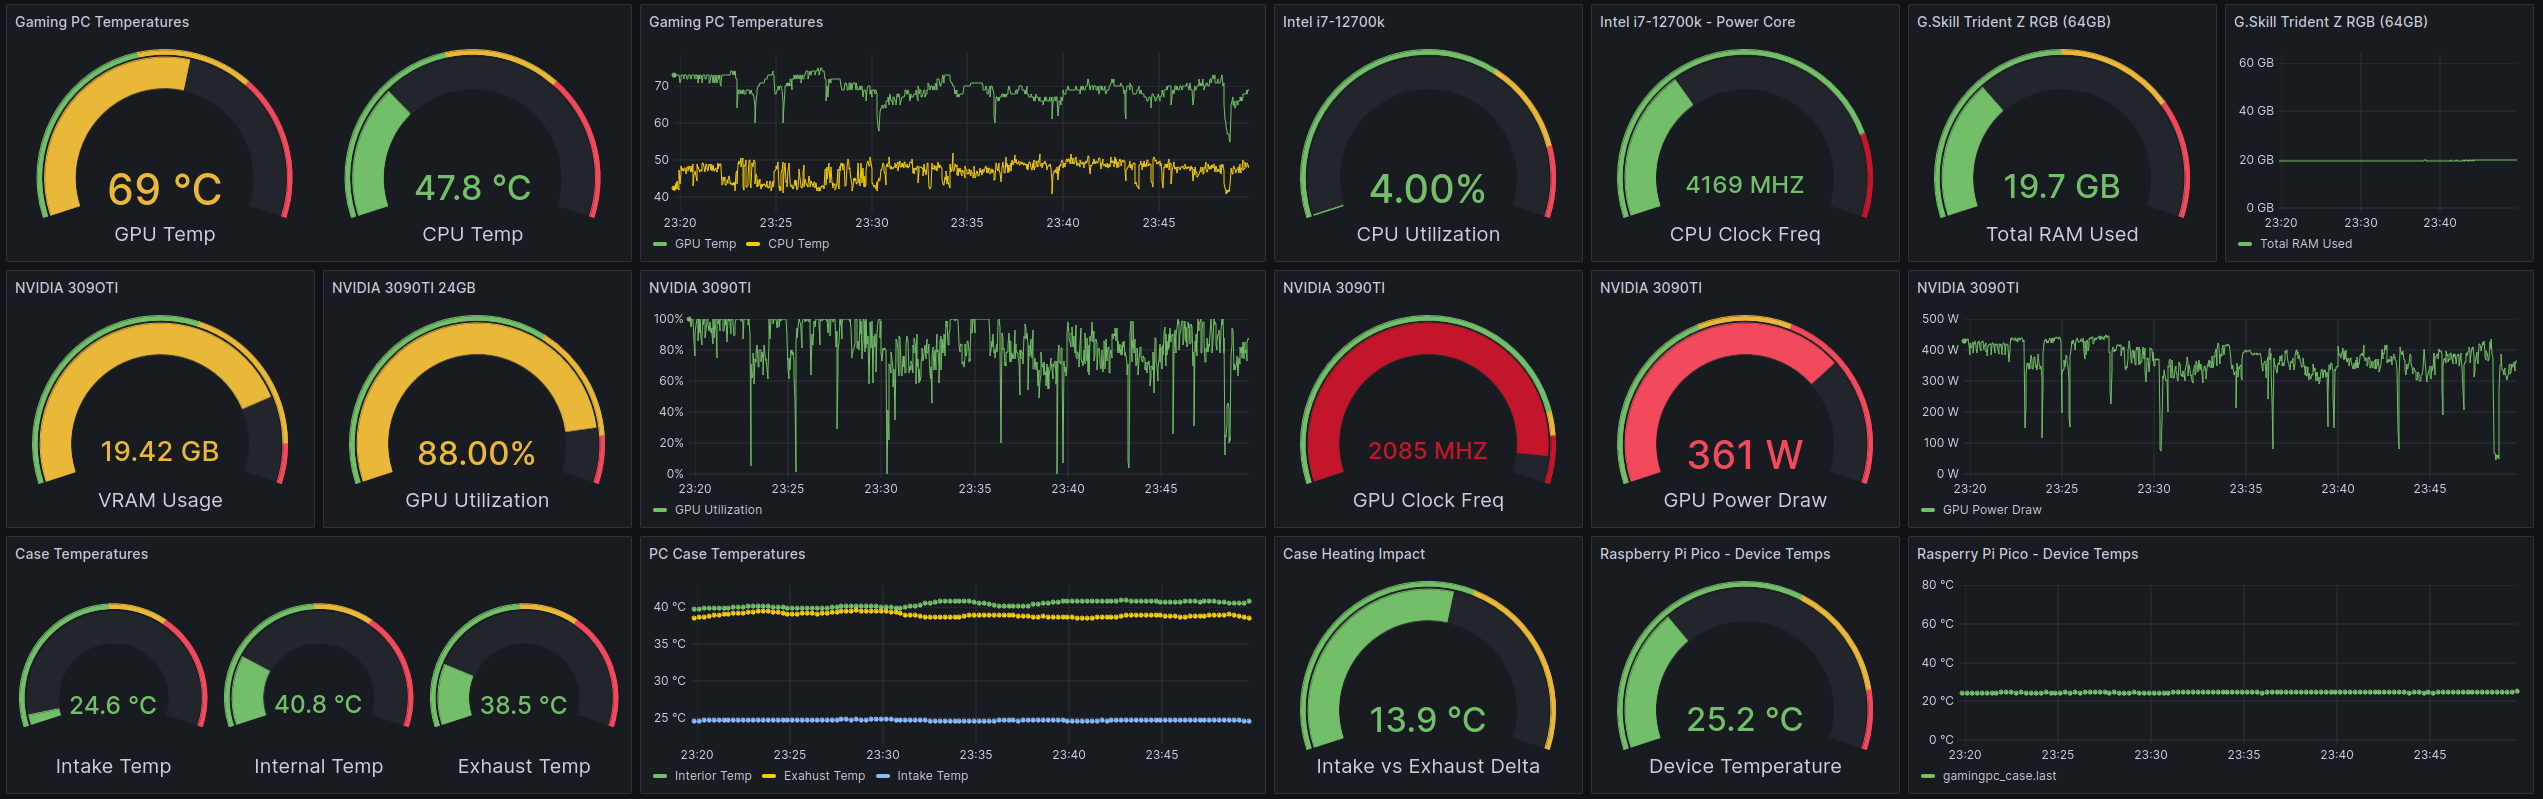 Gaming PC Temperatures
69 °C
GPU Temp
47.8 °C
CPU Temp
Gaming PC Temperatures
70
60
50
40
23:20 23:25 23:30 23:35 23:40 23:45
GPU Temp CPU Temp
Intel i7-12700k
4.00%
CPU Utilization
Intel i7-12700k - Power Core
4169 MHZ
CPU Clock Freq
G.Skill Trident Z RGB (64GB)
19.7 GB
Total RAM Used
G.Skill Trident Z RGB (64GB)
60 GB
40 GB
20 GB
0 GB
23:20 23:30 23:40
Total RAM Used
NVIDIA 3090TI
19.42 GB
VRAM Usage
NVIDIA 3090TI 24GB
88.00%
GPU Utilization
NVIDIA 3090TI
100%
80%
60%
40%
20%
0%
23:20 23:25 23:30 23:35 23:40 23:45
GPU Utilization
NVIDIA 3090TI
2085 MHZ
GPU Clock Freq
NVIDIA 3090TI
361 W
GPU Power Draw
NVIDIA 3090TI
500 W
400 W
300 W
200 W
100 W
0 W
23:20 23:25 23:30 23:35 23:40 23:45
GPU Power Draw
Case Temperatures
24.6 °C
Intake Temp
40.8 °C
Internal Temp
38.5 °C
Exhaust Temp
PC Case Temperatures
40 °C
35 °C
30 °C
25 °C
23:20 23:25 23:30 23:35 23:40 23:45
Interior Temp Exahust Temp Intake Temp
Case Heating Impact
13.9 °C
Intake vs Exhaust Delta
Raspberry Pi Pico - Device Temps
25.2 °C
Device Temperature
Rasperry Pi Pico - Device Temps
80 °C
60 °C
40 °C
20 °C
0 °C
23:20 23:25 23:30 23:35 23:40 23:45
gamingpc_case.last